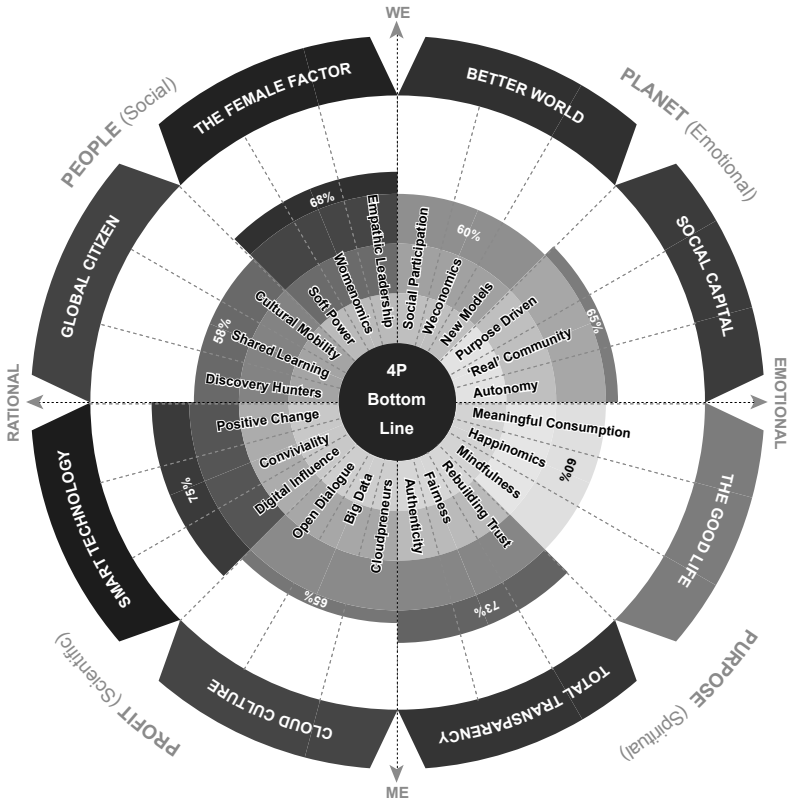 WE
PEOPLE (Social)
THE FEMALE FACTOR
BETTER WORLD
PLANET (Emotional)
GLOBAL CITIZEN
SOCIAL CAPITAL
68%
60%
58%
65%
Empathic Leadership
Womenomics
Soft Power
Cultural Mobility
Shared Learning
Discovery Hunters
Social Participation
Weconomics
New Models
Purpose Driven
‘Real’ Community
Autonomy
4P
Bottom
Line
RATIONAL
EMOTIONAL
Positive Change
Conviviality
Digital Influence
Open Dialogue
Big Data
Cloudpreneurs
Meaningful Consumption
Happinomics
Mindfulness
Rebuilding Trust
Fairness
Authenticity
75%
60%
65%
73%
SMART TECHNOLOGY
THE GOOD LIFE
CLOUD CULTURE
TOTAL TRANSPARENCY
PROFIT (Scientific)
PURPOSE (Spiritual)
ME